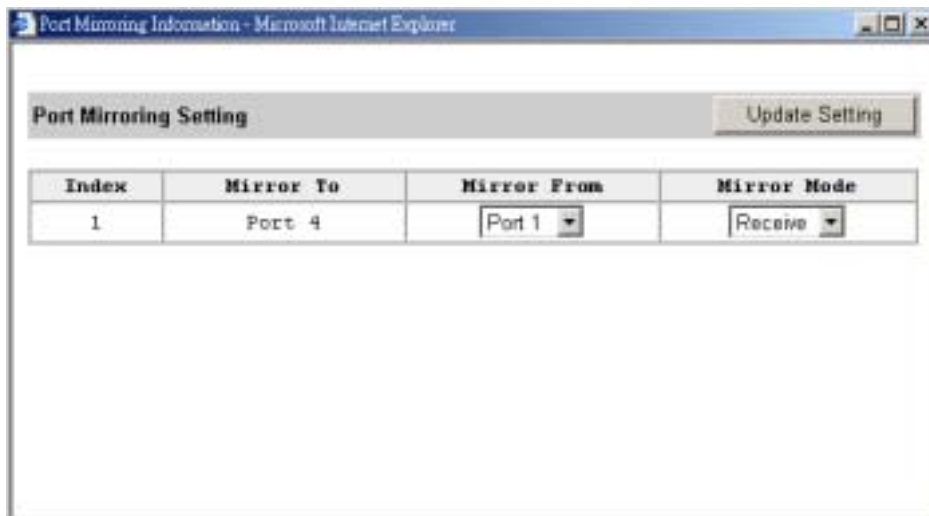 Port Mirroring Information - Microsoft Internet Explorer
Port Mirroring Setting
Update Setting
Index Mirror To Mirror From Mirror Mode
1 Port 4 Port 1 Receive